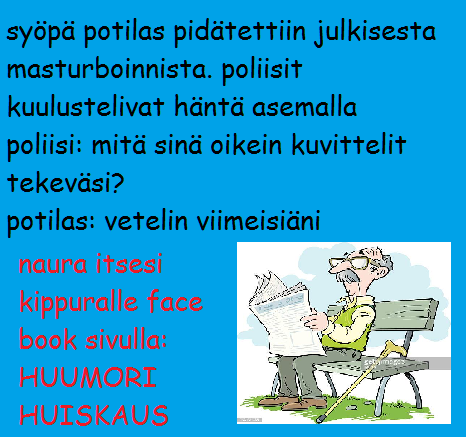 syöpä potilas pidätettiin julkisesta
masturboinnista. poliisit
kuulustelivat häntä asemalla
poliisi: mitä sinä oikein kuvittelit
tekeväsi?
potilas: vetelin viimeisiäni
naura itsesi
kippuralle face
book sivulla:
HUUMORI
HUISKAUS